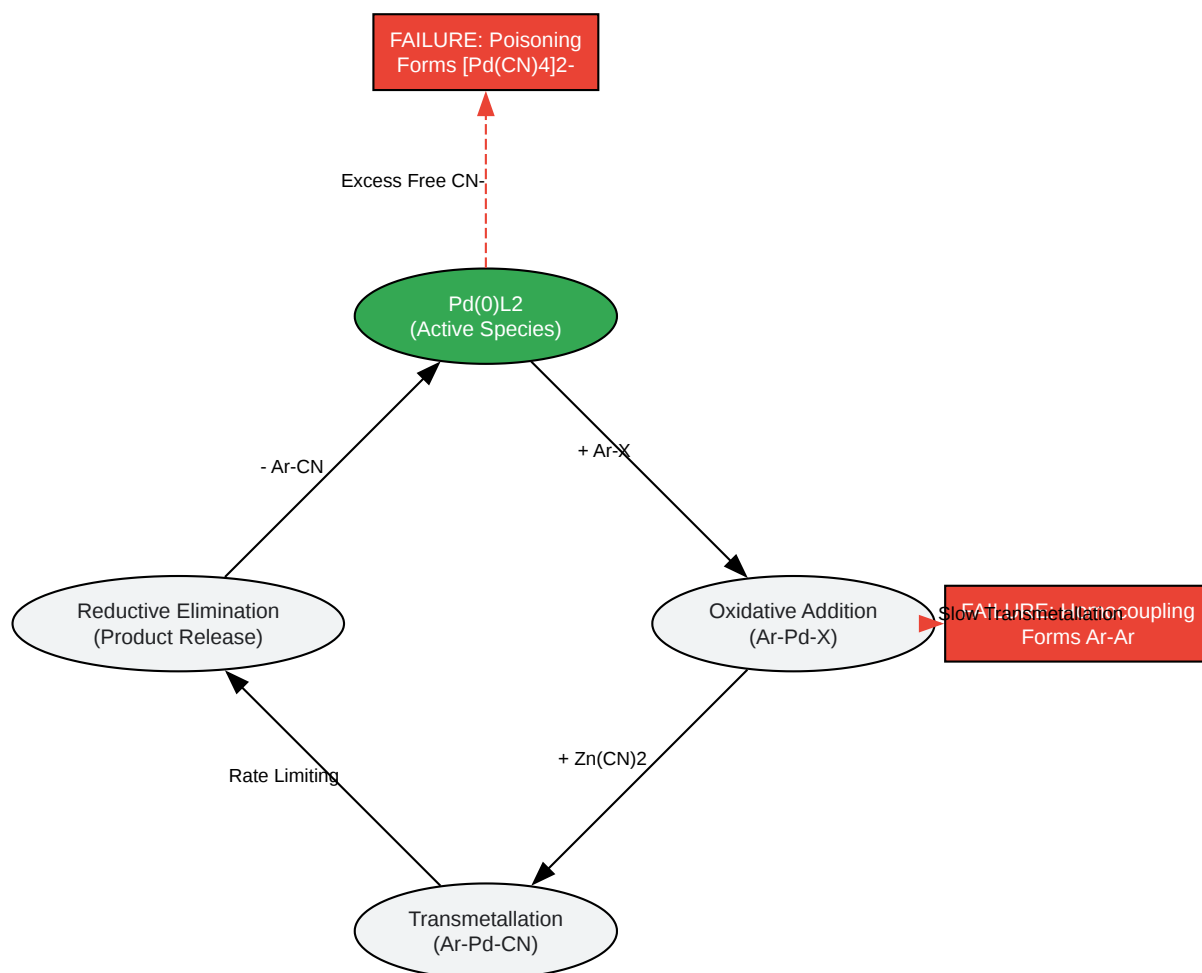 FAILURE: Poisoning
Forms [Pd(CN)4]2-
Excess Free CN-
Pd(0)L2
(Active Species)
- Ar-CN
+ Ar-X
Reductive Elimination
(Product Release)
Oxidative Addition
(Ar-Pd-X)
Slow Transmetallation
FAILURE: Homocoupling
Forms Ar-Ar
+ Zn(CN)2
Rate Limiting
Transmetallation
(Ar-Pd-CN)